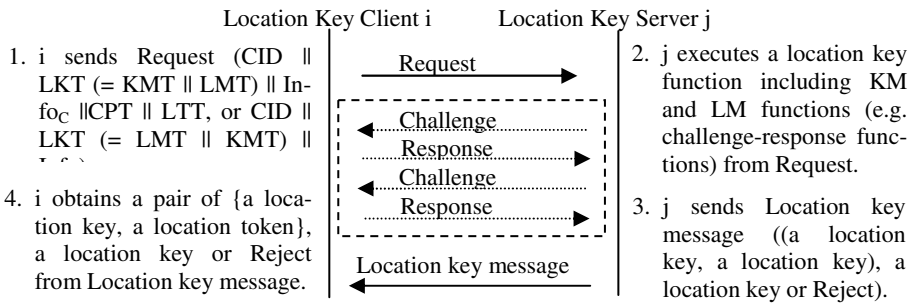 Location Key Client i
Location Key Server j
1. i sends Request (CID ||
LKT (= KMT || LMT) || In-
fo_C ||CPT || LTT, or CID ||
LKT (= LMT || KMT) ||
4. i obtains a pair of {a loca-
tion key, a location token},
a location key or Reject
from Location key message.
Request
Challenge
Response
Challenge
Response
Location key message
2. j executes a location key
function including KM
and LM functions (e.g.
challenge-response func-
tions) from Request.
3. j sends Location key
message ((a location
key, a location key), a
location key or Reject).